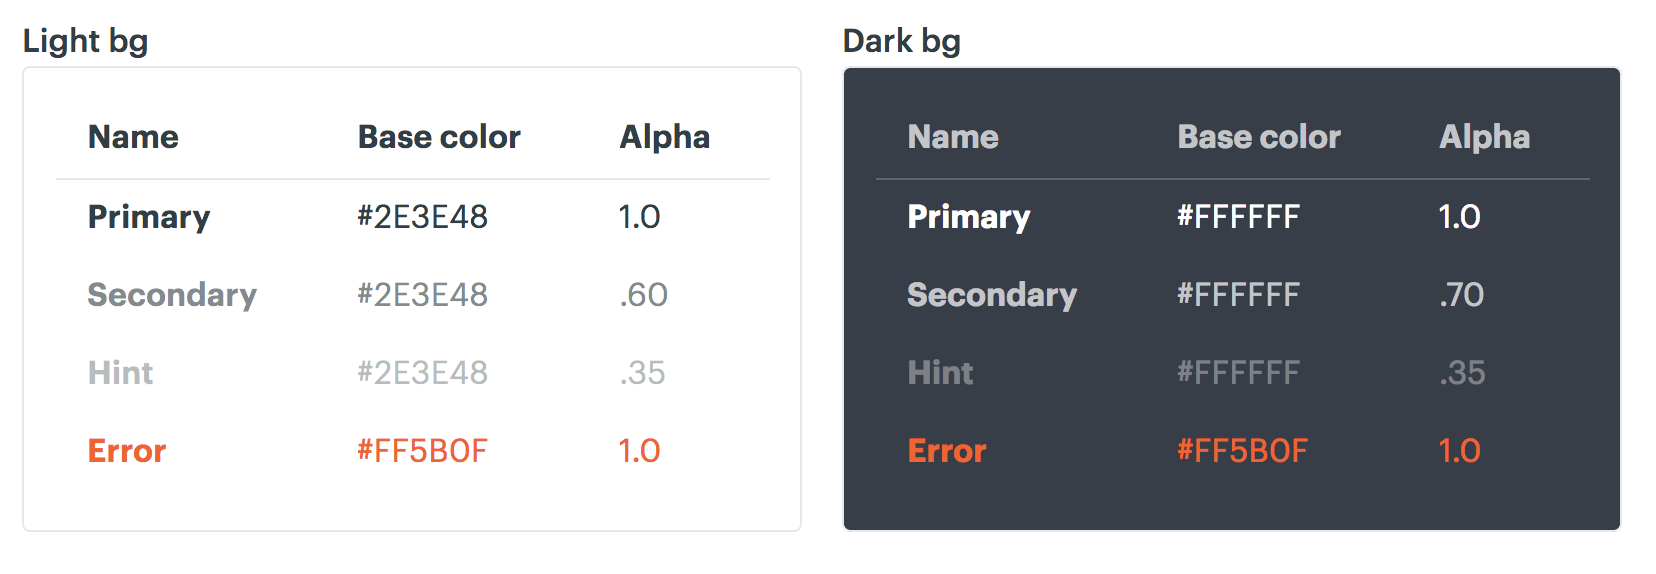 Light bg
Name Base color Alpha
Primary #2E3E48 1.0
Secondary #2E3E48 .60
Hint #2E3E48 .35
Error #FF5B0F 1.0
Dark bg
Name Base color Alpha
Primary #FFFFFF 1.0
Secondary #FFFFFF .70
Hint #FFFFFF .35
Error #FF5B0F 1.0